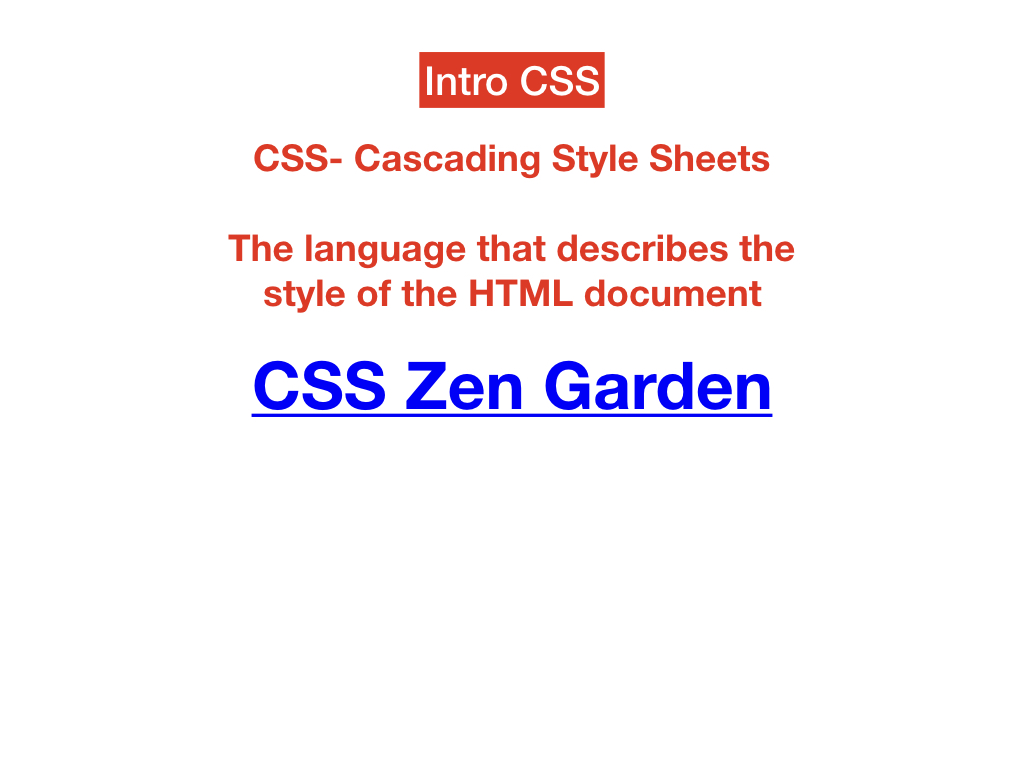 Intro CSS
CSS- Cascading Style Sheets
The language that describes the
style of the HTML document
CSS Zen Garden